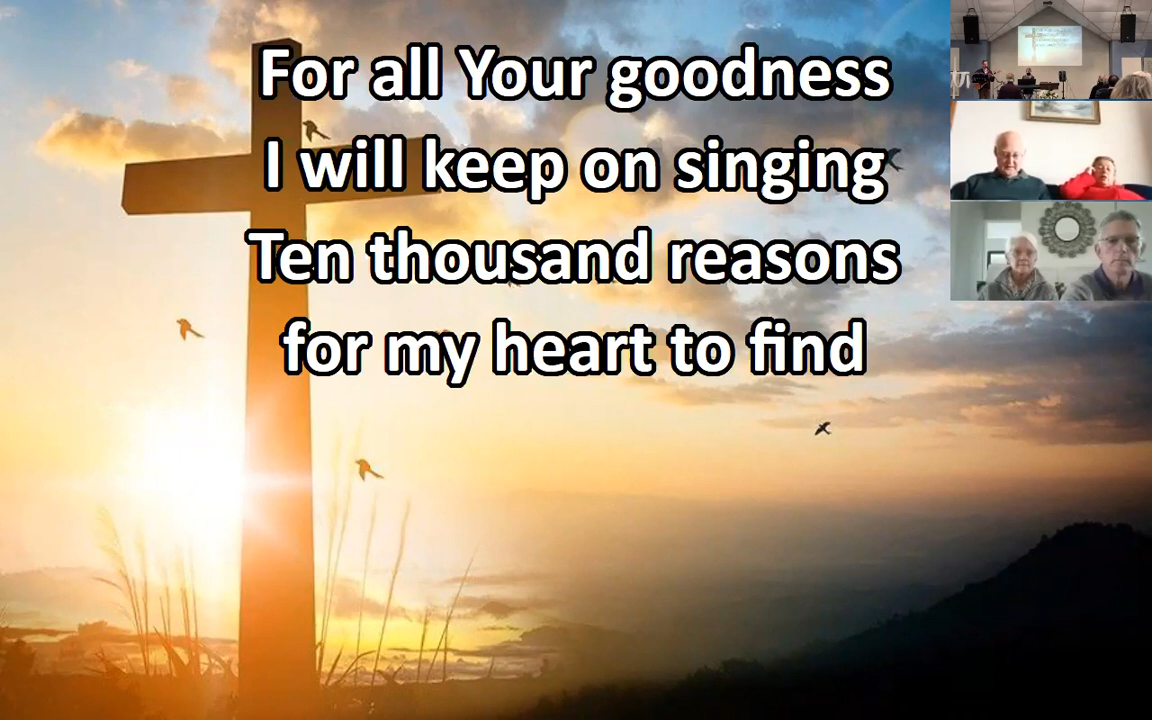 For all Your goodness
I will keep on singing
Ten thousand reasons
for my heart to find